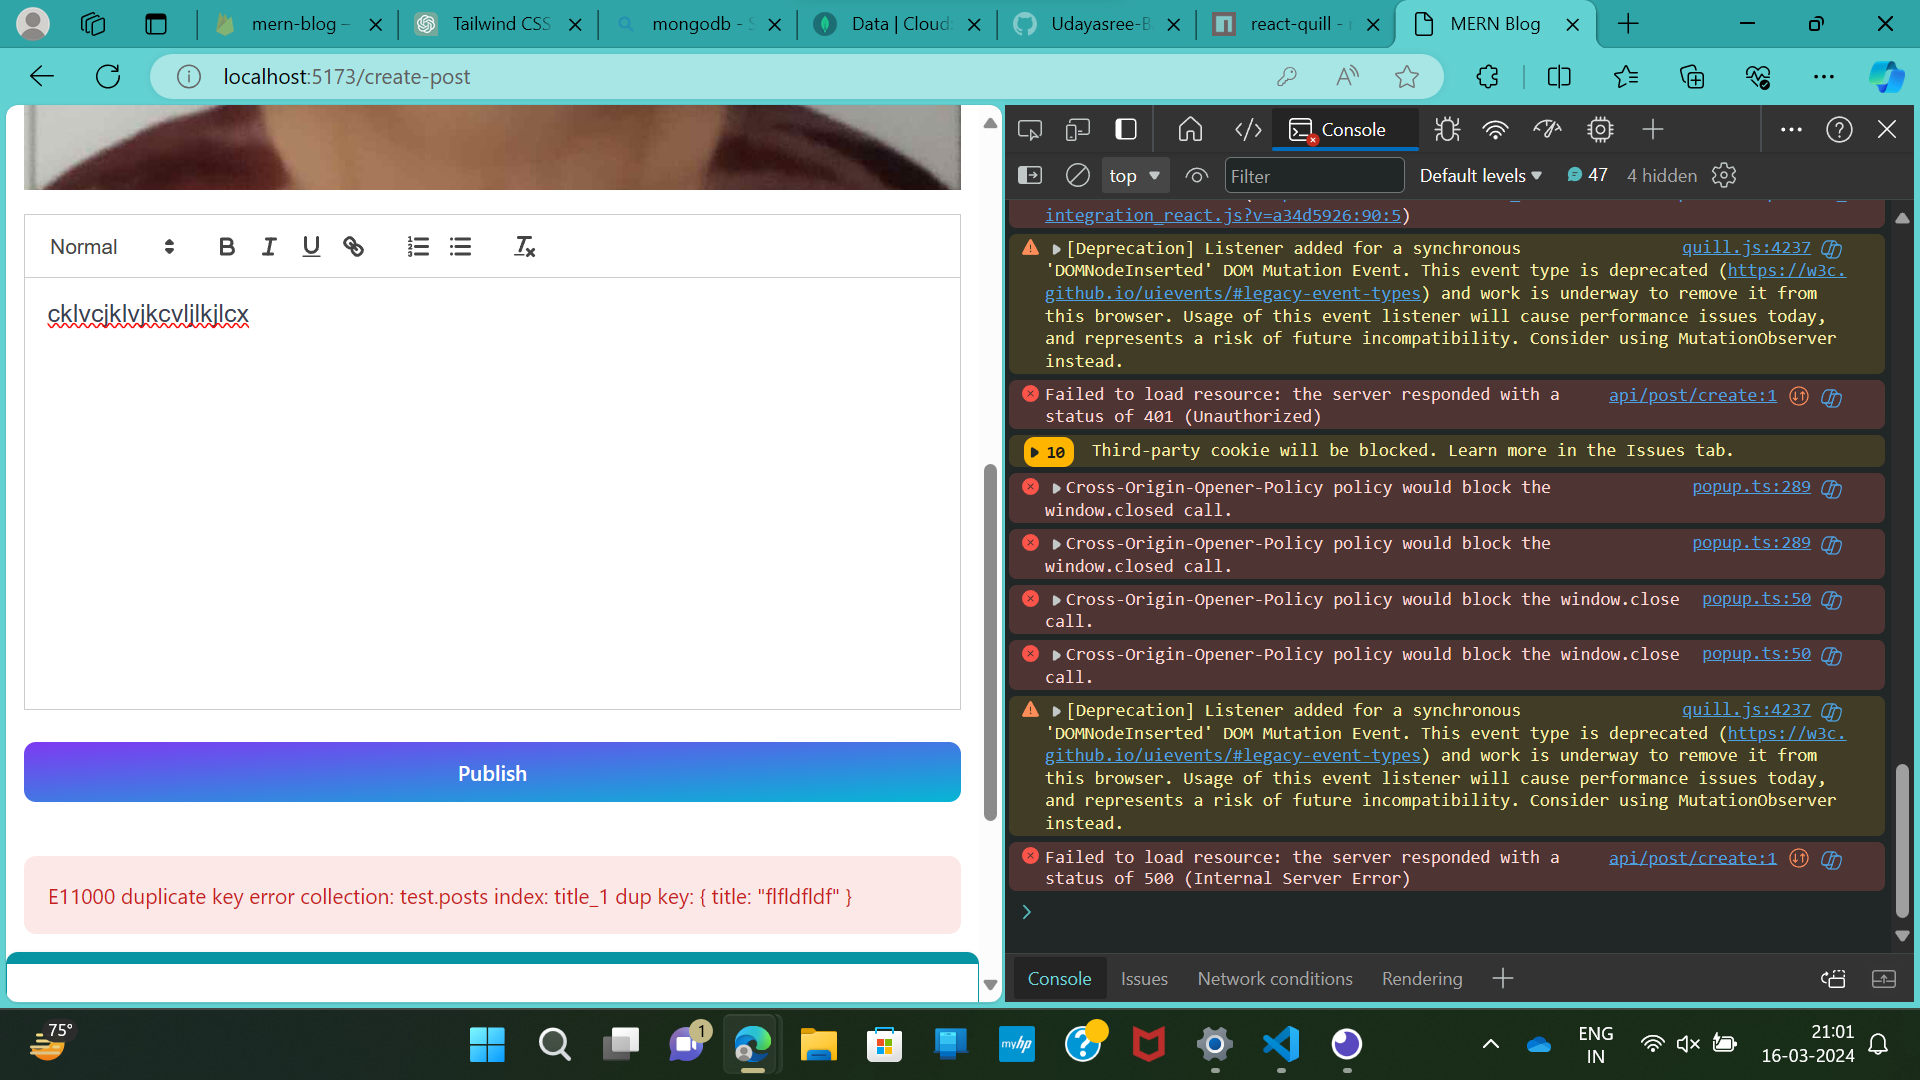 mern-blog –
Tailwind CSS
mongodb - S
Data | Cloud
Udayasree-B
react-quill -
MERN Blog
localhost:5173/create-post
Console
top
Filter
Default levels
47
4 hidden
Normal
B I U
cklvcjklvjkcvljlkjlcx
Publish
E11000 duplicate key error collection: test.posts index: title_1 dup key: { title: "flfldfldf" }
integration_react.js?v=a34d5926:90:5)
[Deprecation] Listener added for a synchronous quill.js:4237
'DOMNodeInserted' DOM Mutation Event. This event type is deprecated (https://w3c.
github.io/uievents/#legacy-event-types) and work is underway to remove it from
this browser. Usage of this event listener will cause performance issues today,
and represents a risk of future incompatibility. Consider using MutationObserver
instead.
Failed to load resource: the server responded with a api/post/create:1
status of 401 (Unauthorized)
10 Third-party cookie will be blocked. Learn more in the Issues tab.
Cross-Origin-Opener-Policy policy would block the popup.ts:289
window.closed call.
Cross-Origin-Opener-Policy policy would block the popup.ts:289
window.closed call.
Cross-Origin-Opener-Policy policy would block the window.close popup.ts:50
call.
Cross-Origin-Opener-Policy policy would block the window.close popup.ts:50
call.
[Deprecation] Listener added for a synchronous quill.js:4237
'DOMNodeInserted' DOM Mutation Event. This event type is deprecated (https://w3c.
github.io/uievents/#legacy-event-types) and work is underway to remove it from
this browser. Usage of this event listener will cause performance issues today,
and represents a risk of future incompatibility. Consider using MutationObserver
instead.
Failed to load resource: the server responded with a api/post/create:1
status of 500 (Internal Server Error)
Console Issues Network conditions Rendering
75°
1
myhp
ENG
IN
21:01
16-03-2024